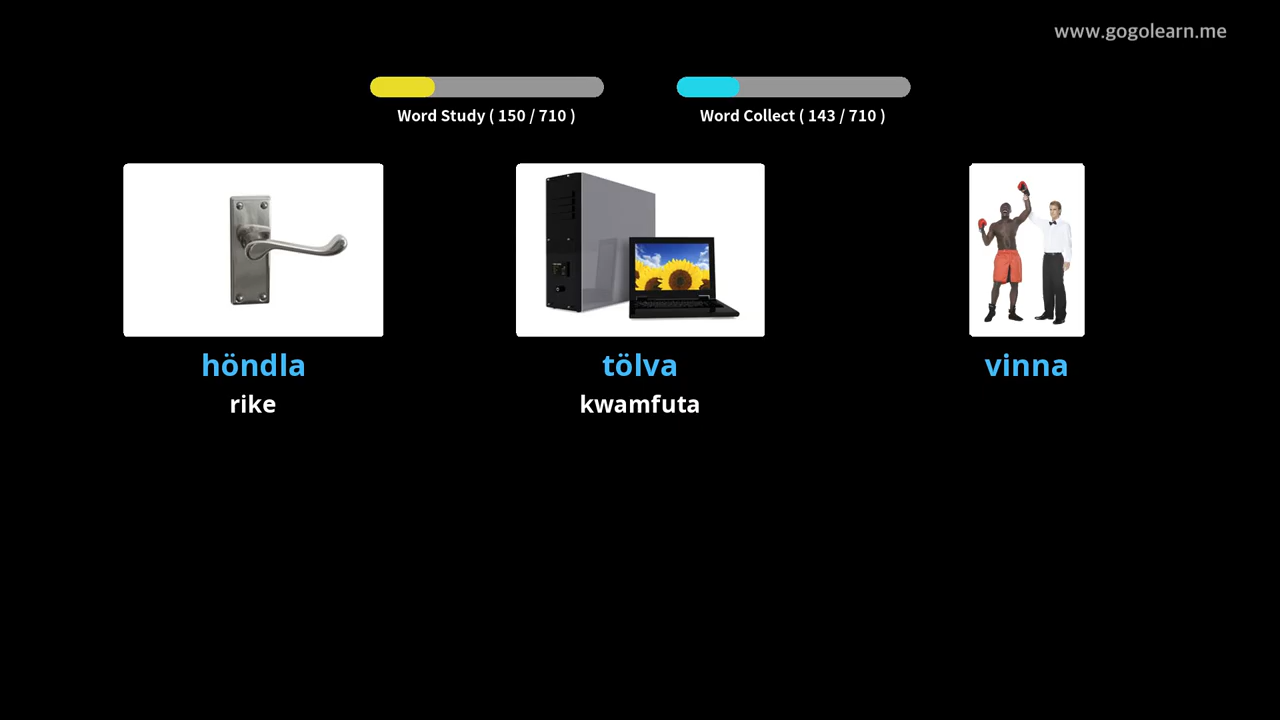 www.gogolearn.me
Word Study ( 150 / 710 )
Word Collect ( 143 / 710 )
höndla
tölva
vinna
rike
kwamfuta